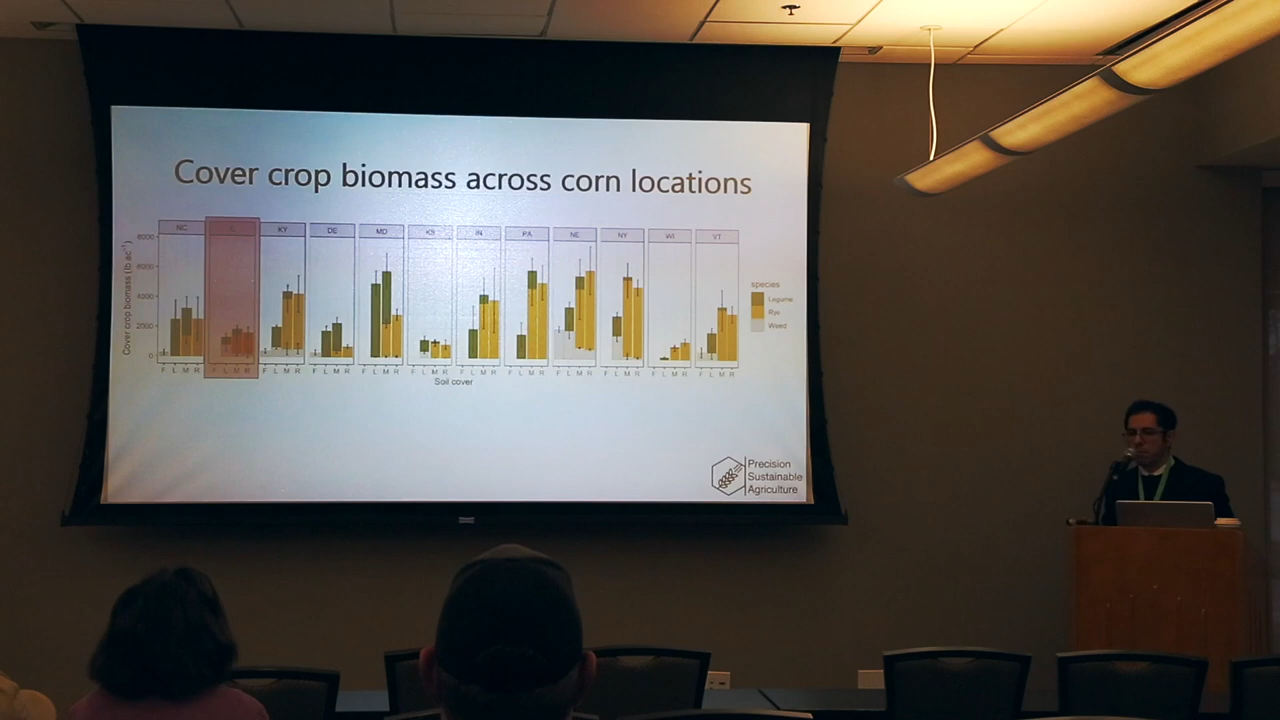 Cover crop biomass across corn locations
NC KY DE MD KS IN PA NE NY WI VT
Cover crop biomass (lb ac⁻¹)
8000
6000
4000
2000
0
F L M R F L M R F L M R F L M R F L M R F L M R F L M R F L M R F L M R F L M R F L M R F L M R
Soil cover
species
Legume
Rye
Weed
Precision
Sustainable
Agriculture